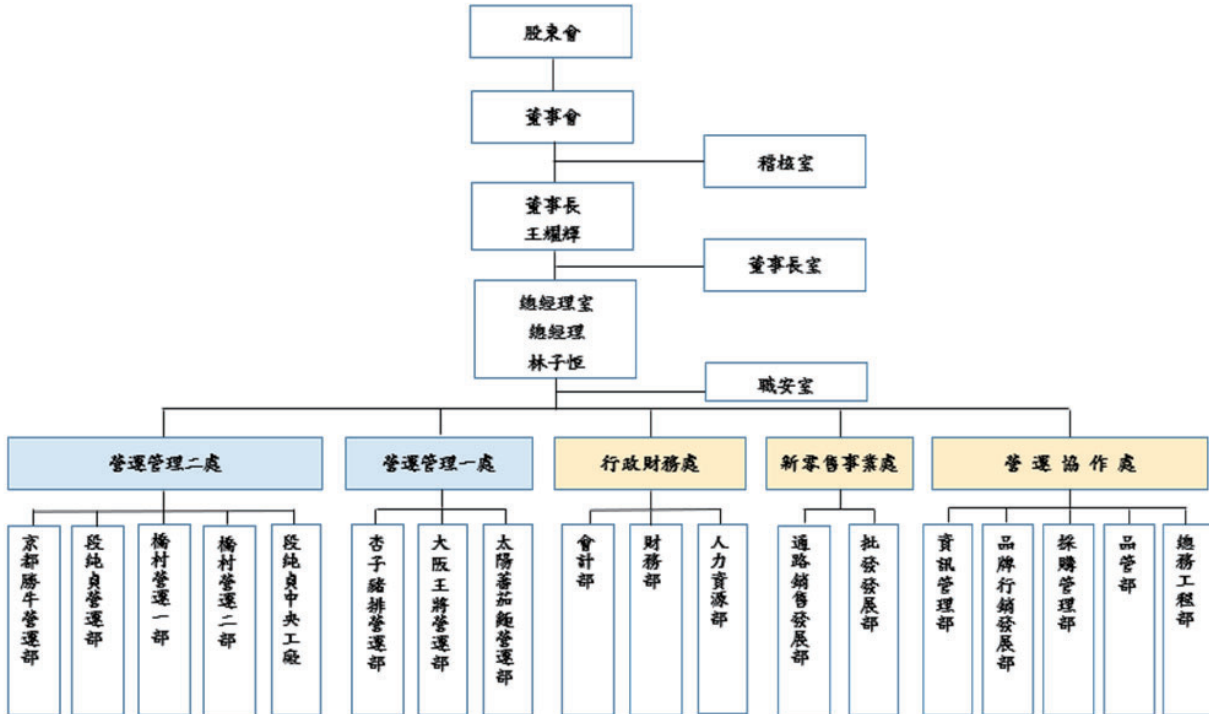 股東會
董事會
稽核室
董事長
王耀輝
董事長室
總經理室
總經理
林子恒
職安室
營運管理二處
營運管理一處
行政財務處
新零售事業處
營運協作處
京都勝牛營運部
段純貞營運部
橋村營運一部
橋村營運二部
段純貞中央工廠
杏子豬排營運部
大阪王將營運部
太陽蕃茄麵營運部
會計部
財務部
人力資源部
通路銷售發展部
批發發展部
資訊管理部
品牌行銷發展部
採購管理部
品管部
總務工程部